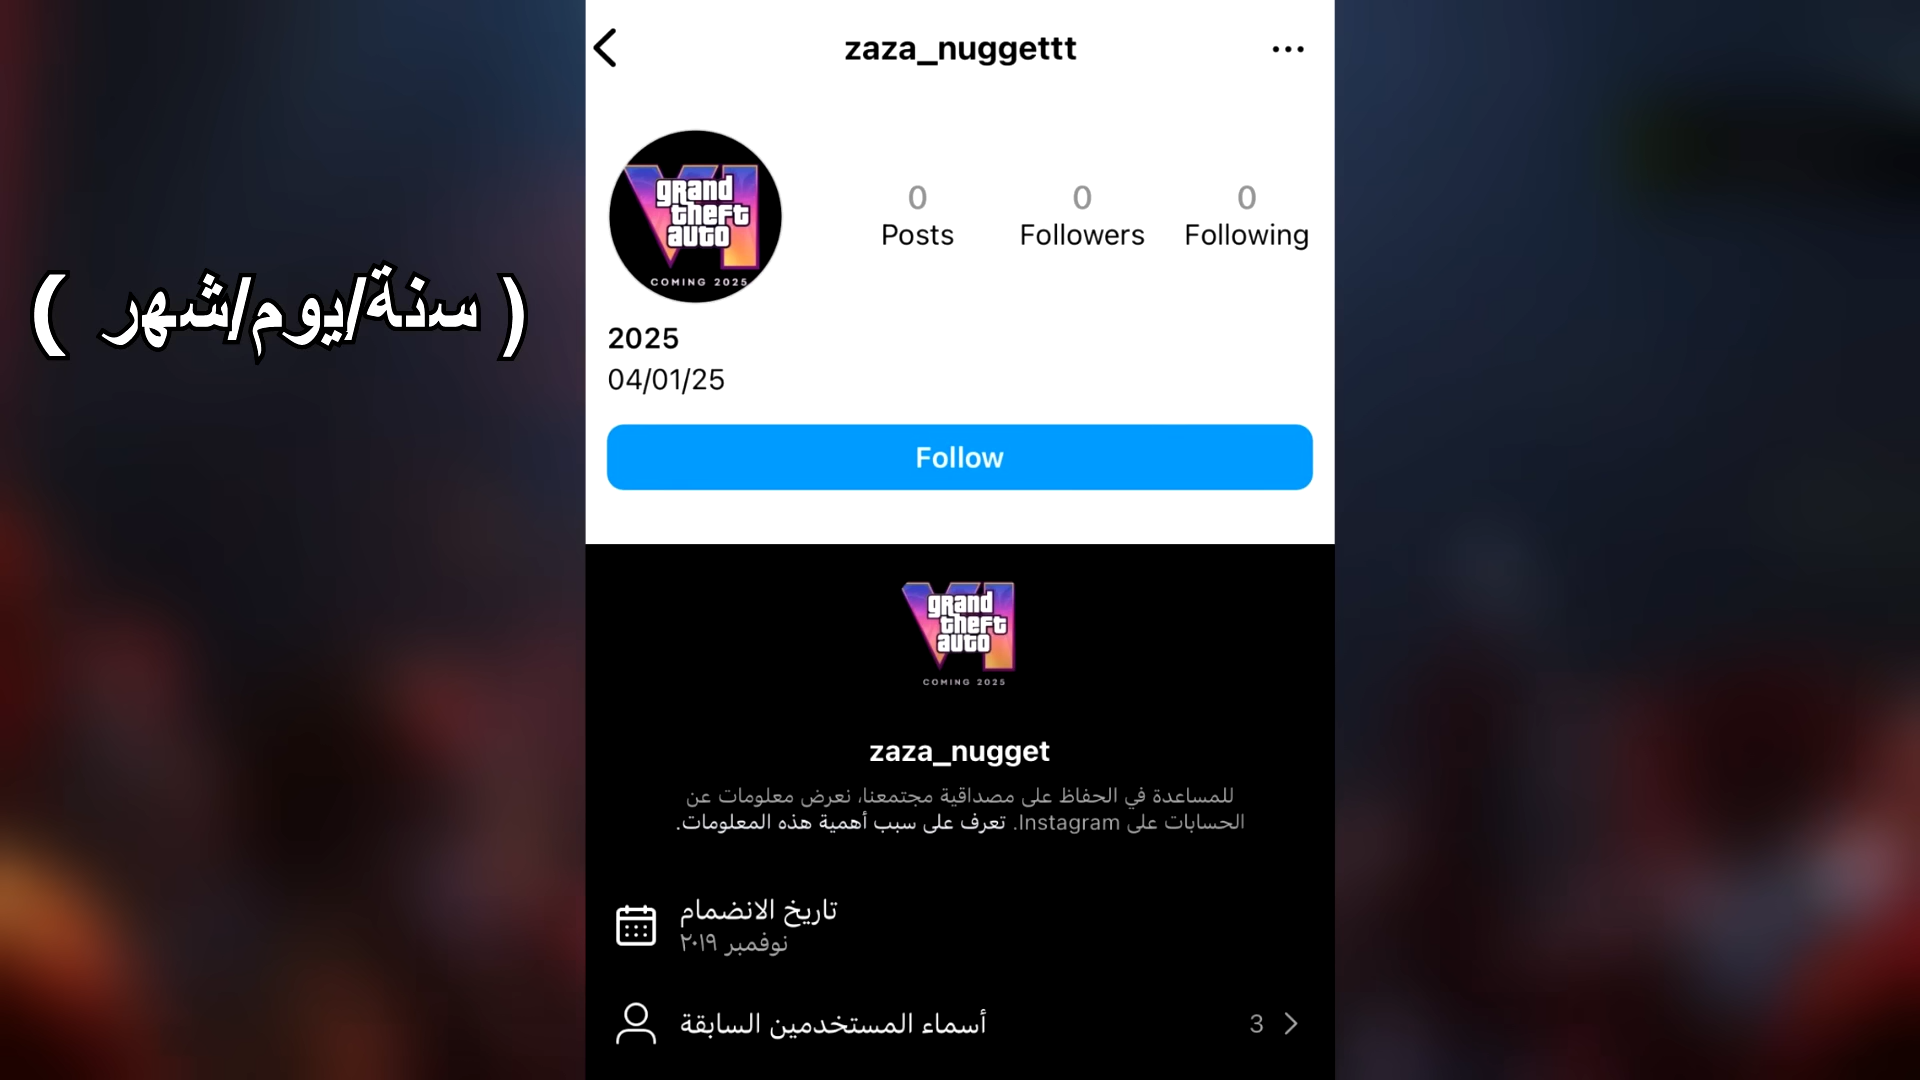 zaza_nuggettt
grand
theft
auto
VI
COMING 2025
0
Posts
0
Followers
0
Following
2025
04/01/25
( سنة/يوم/شهر )
Follow
grand
theft
auto
VI
COMING 2025
zaza_nugget
للمساعدة في الحفاظ على مصداقية مجتمعنا، نعرض معلومات عن
الحسابات على Instagram. تعرف على سبب أهمية هذه المعلومات.
تاريخ الانضمام
نوفمبر ٢٠١٩
أسماء المستخدمين السابقة
3